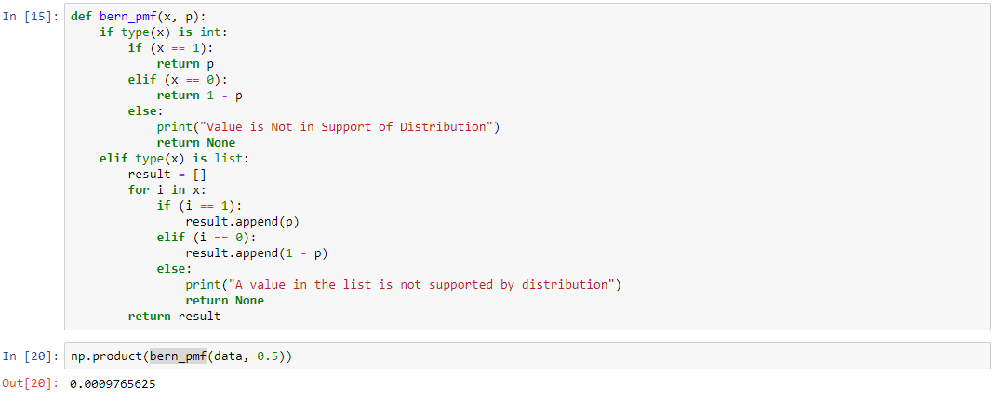 In [15]: def bern_pmf(x, p):
    if type(x) is int:
        if (x == 1):
            return p
        elif (x == 0):
            return 1 - p
        else:
            print("Value is Not in Support of Distribution")
            return None
    elif type(x) is list:
        result = []
        for i in x:
            if (i == 1):
                result.append(p)
            elif (i == 0):
                result.append(1 - p)
            else:
                print("A value in the list is not supported by distribution")
                return None
        return result
In [20]: np.product(bern_pmf(data, 0.5))
Out[20]: 0.0009765625